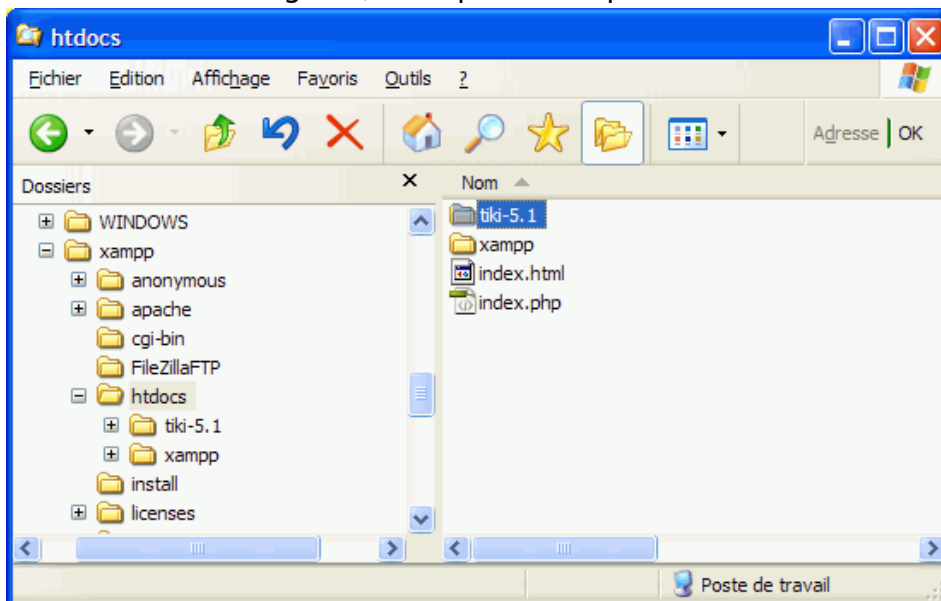 htdocs
Fichier Edition Affichage Favoris Outils ?
Adresse OK
Dossiers
WINDOWS
xampp
anonymous
apache
cgi-bin
FileZillaFTP
htdocs
tiki-5.1
xampp
install
licenses
Nom
tiki-5.1
xampp
index.html
index.php
Poste de travail